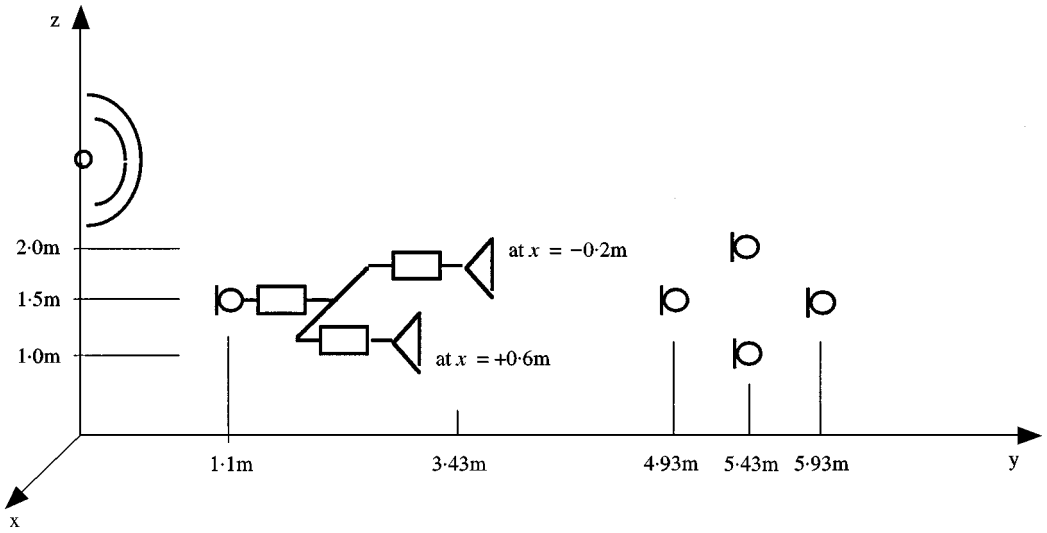 z
2·0m
at x = −0·2m
1·5m
1·0m
at x = +0·6m
1·1m
3·43m
4·93m
5·43m
5·93m
y
x